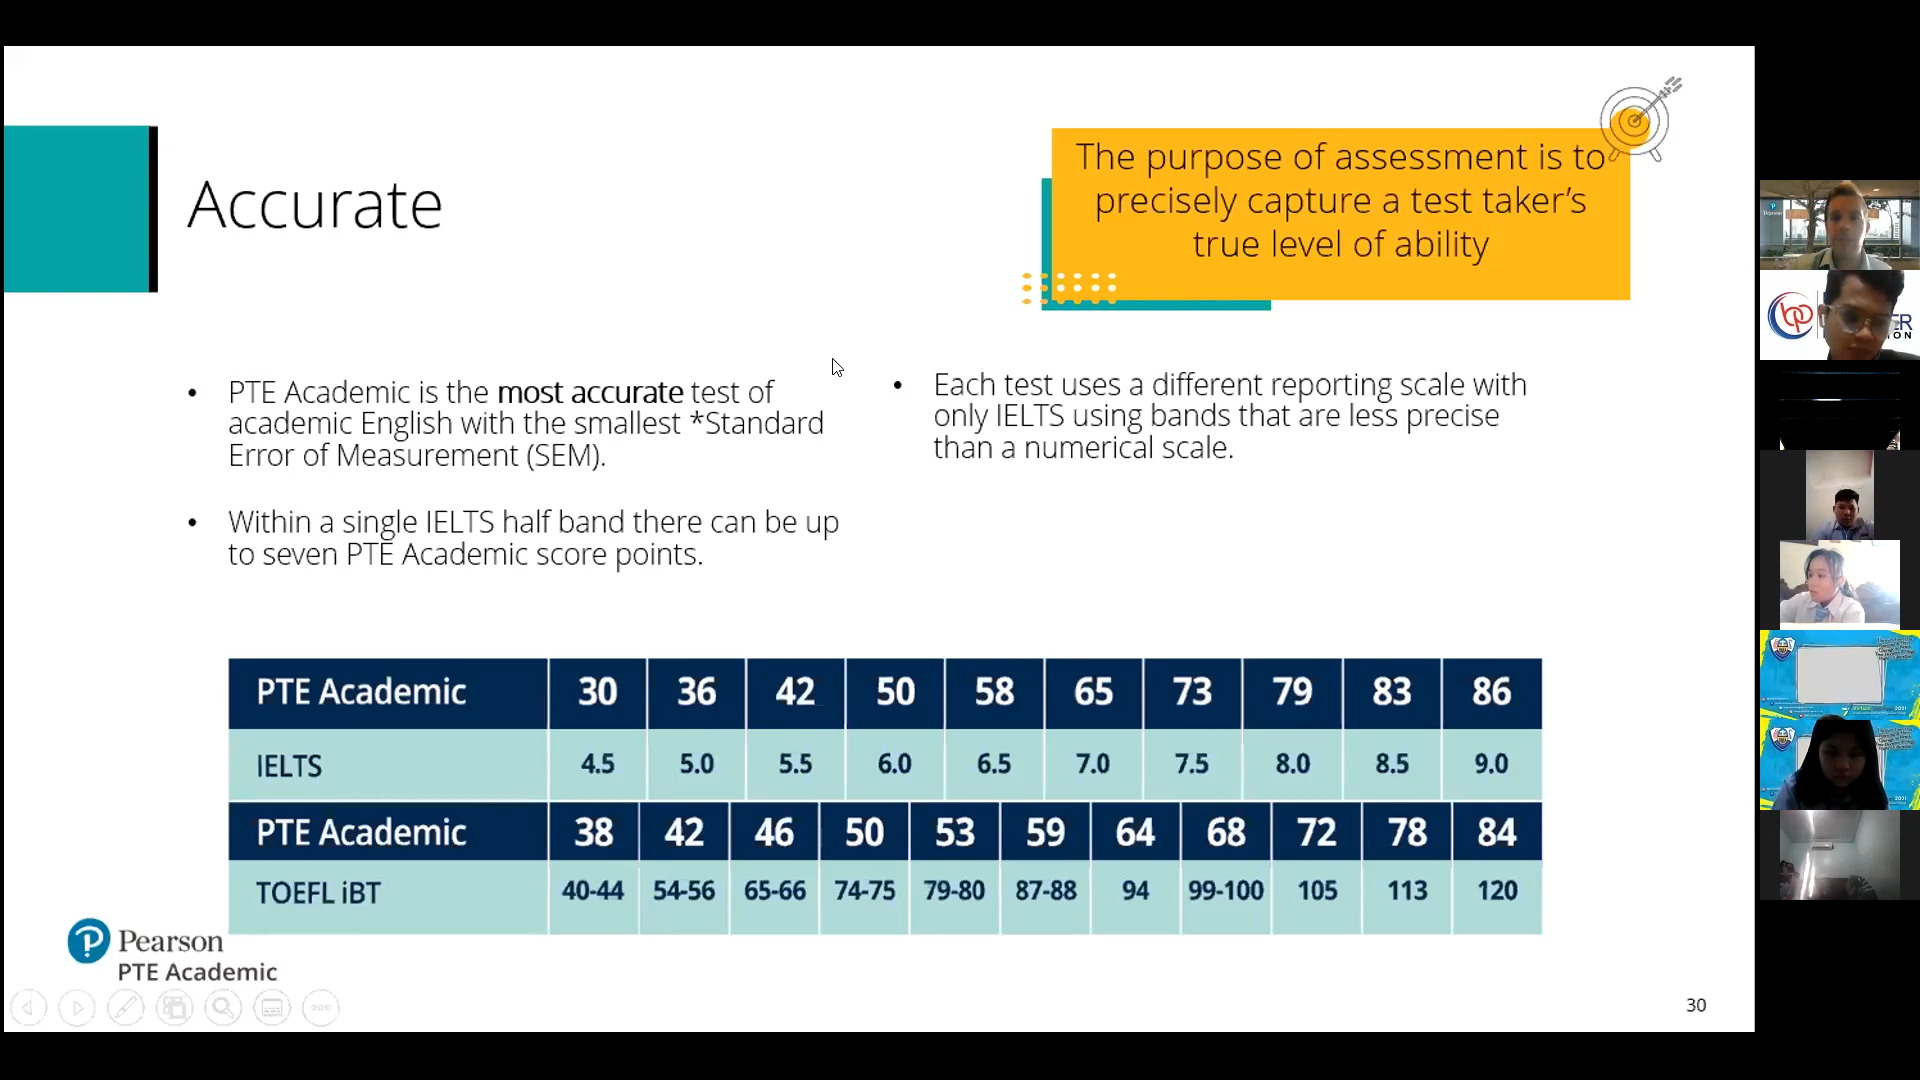 Accurate
The purpose of assessment is to
precisely capture a test taker's
true level of ability
• PTE Academic is the most accurate test of
academic English with the smallest *Standard
Error of Measurement (SEM).
• Within a single IELTS half band there can be up
to seven PTE Academic score points.
• Each test uses a different reporting scale with
only IELTS using bands that are less precise
than a numerical scale.
PTE Academic 30 36 42 50 58 65 73 79 83 86
IELTS 4.5 5.0 5.5 6.0 6.5 7.0 7.5 8.0 8.5 9.0
PTE Academic 38 42 46 50 53 59 64 68 72 78 84
TOEFL iBT 40-44 54-56 65-66 74-75 79-80 87-88 94 99-100 105 113 120
Pearson
PTE Academic
30